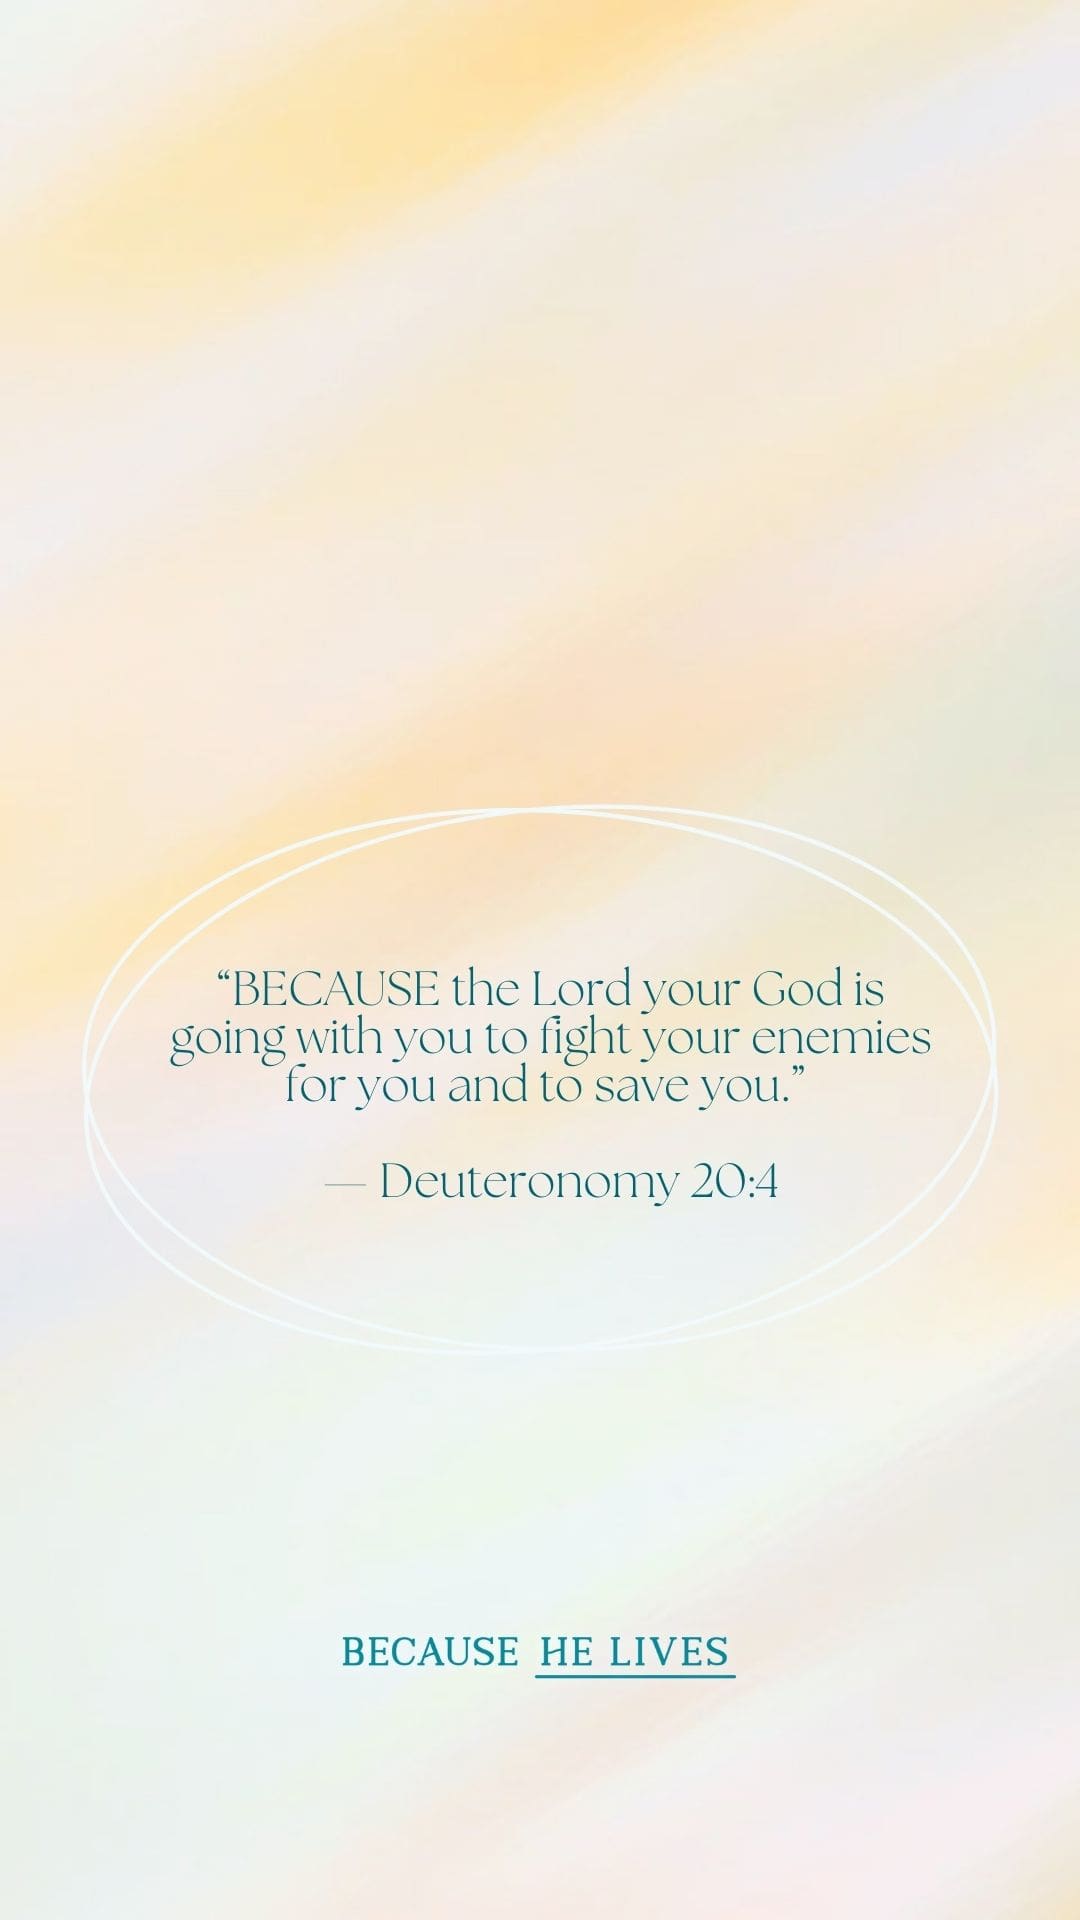 “BECAUSE the Lord your God is
going with you to fight your enemies
for you and to save you.”
— Deuteronomy 20:4
BECAUSE HE LIVES